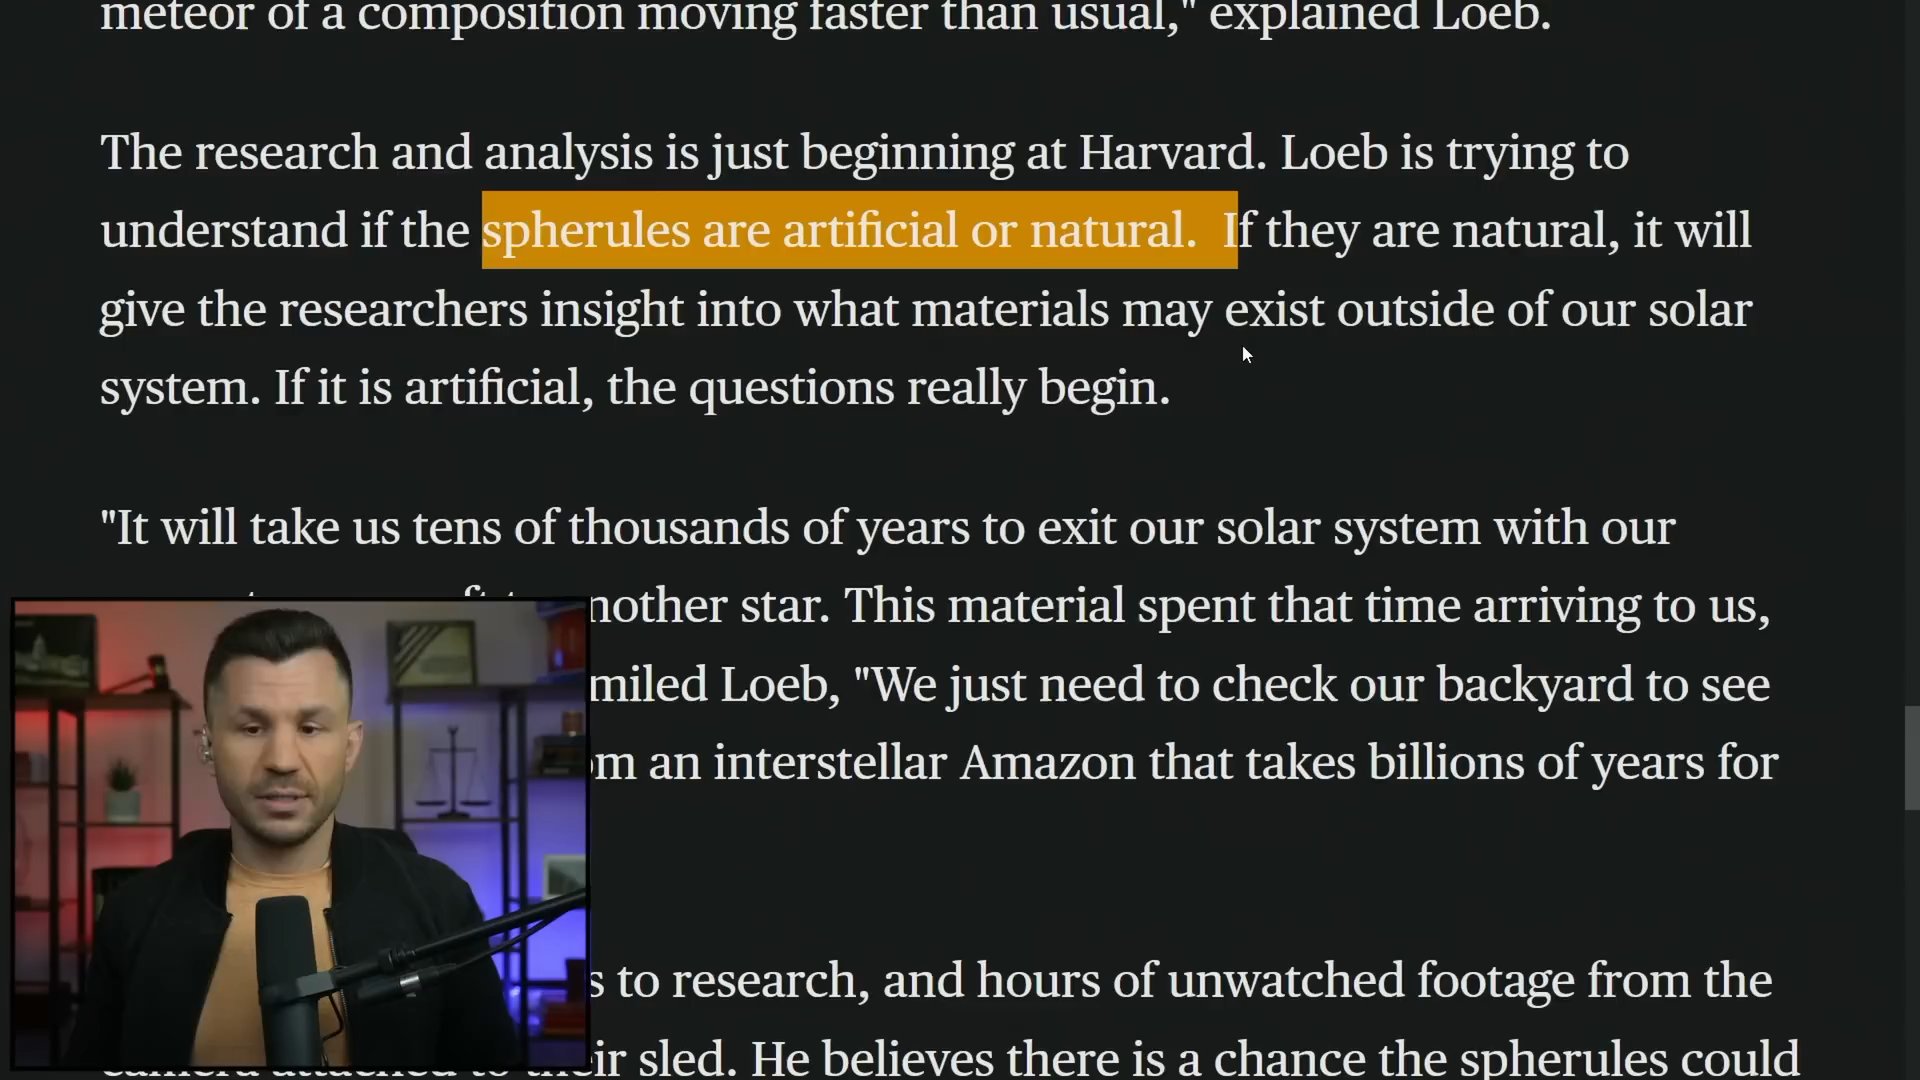 meteor of a composition moving faster than usual," explained Loeb.
The research and analysis is just beginning at Harvard. Loeb is trying to
understand if the spherules are artificial or natural.  If they are natural, it will
give the researchers insight into what materials may exist outside of our solar
system. If it is artificial, the questions really begin.
"It will take us tens of thousands of years to exit our solar system with our
nother star. This material spent that time arriving to us,
miled Loeb, "We just need to check our backyard to see
om an interstellar Amazon that takes billions of years for
s to research, and hours of unwatched footage from the
eir sled. He believes there is a chance the spherules could